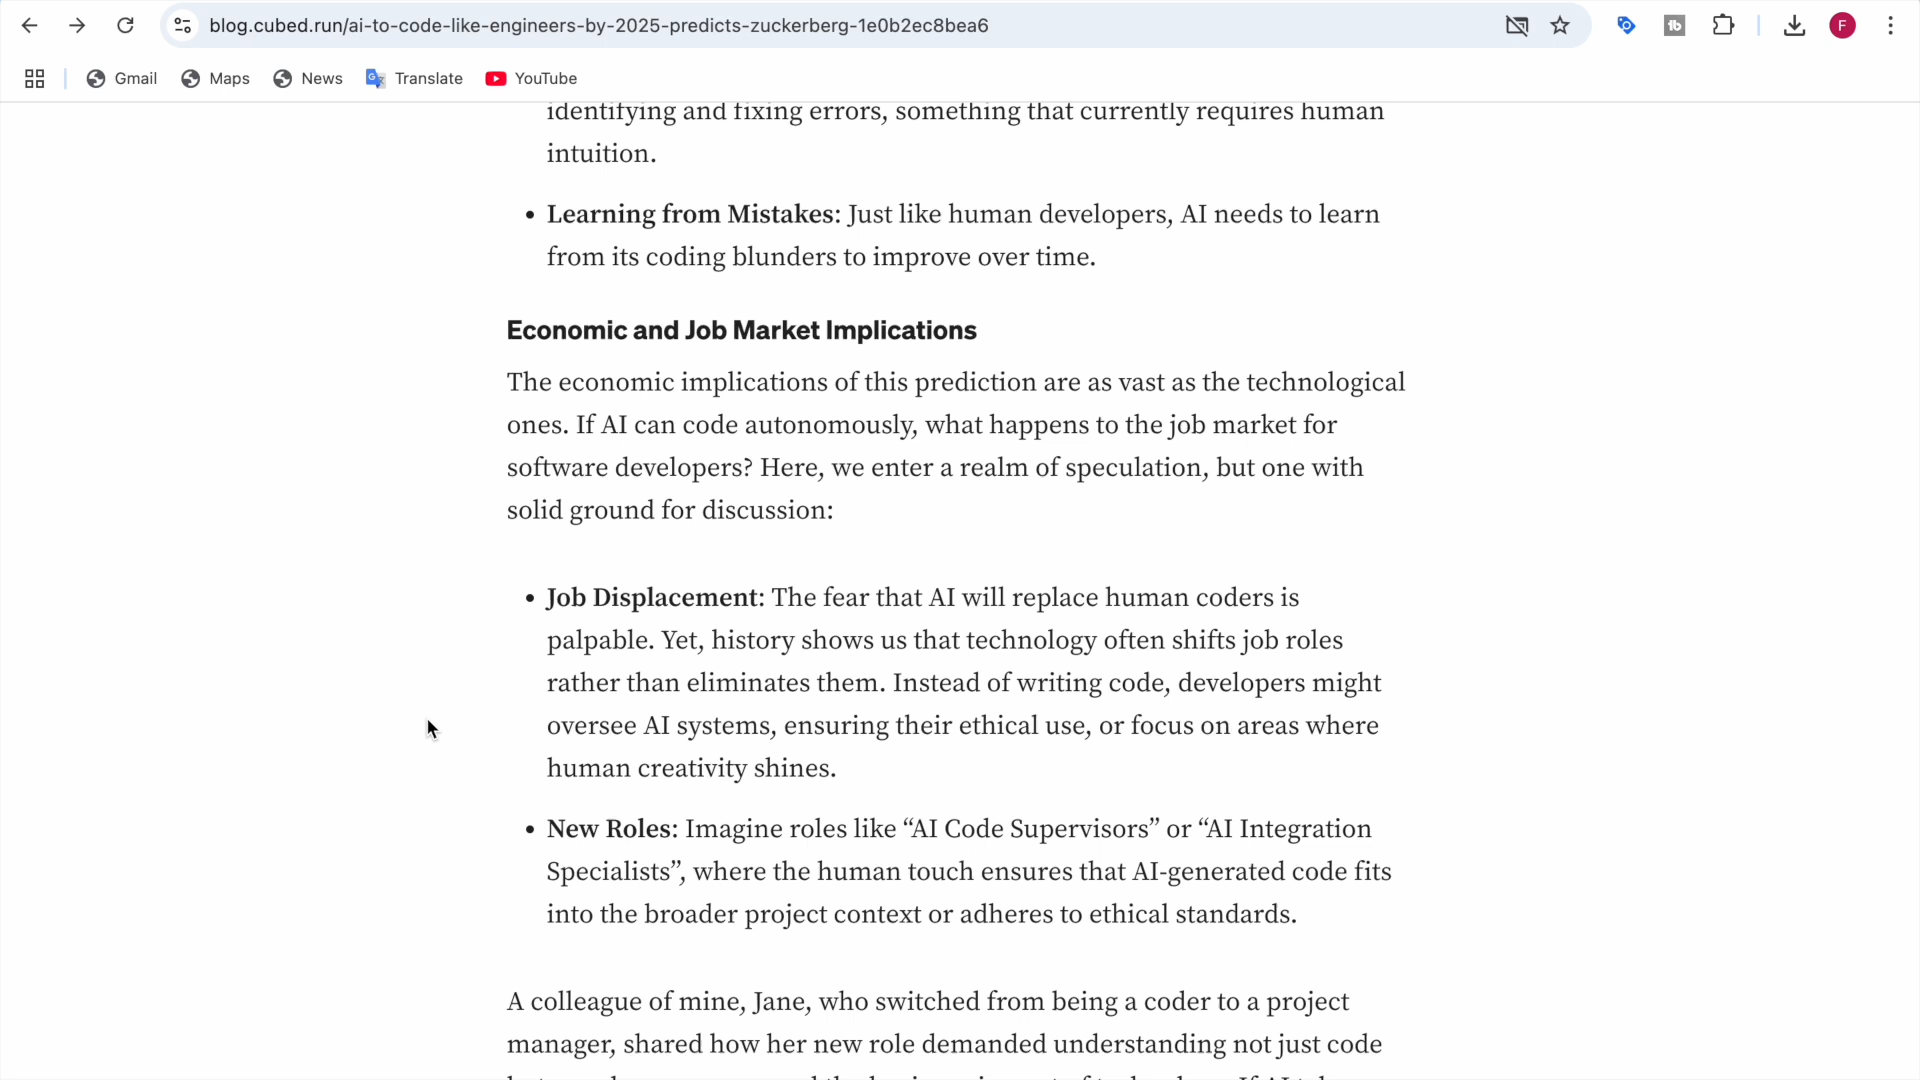 blog.cubed.run/ai-to-code-like-engineers-by-2025-predicts-zuckerberg-1e0b2ec8bea6
tb
F
Gmail
Maps
News
Translate
YouTube
identifying and fixing errors, something that currently requires human
intuition.
• Learning from Mistakes: Just like human developers, AI needs to learn
from its coding blunders to improve over time.
Economic and Job Market Implications
The economic implications of this prediction are as vast as the technological
ones. If AI can code autonomously, what happens to the job market for
software developers? Here, we enter a realm of speculation, but one with
solid ground for discussion:
• Job Displacement: The fear that AI will replace human coders is
palpable. Yet, history shows us that technology often shifts job roles
rather than eliminates them. Instead of writing code, developers might
oversee AI systems, ensuring their ethical use, or focus on areas where
human creativity shines.
• New Roles: Imagine roles like “AI Code Supervisors” or “AI Integration
Specialists”, where the human touch ensures that AI-generated code fits
into the broader project context or adheres to ethical standards.
A colleague of mine, Jane, who switched from being a coder to a project
manager, shared how her new role demanded understanding not just code